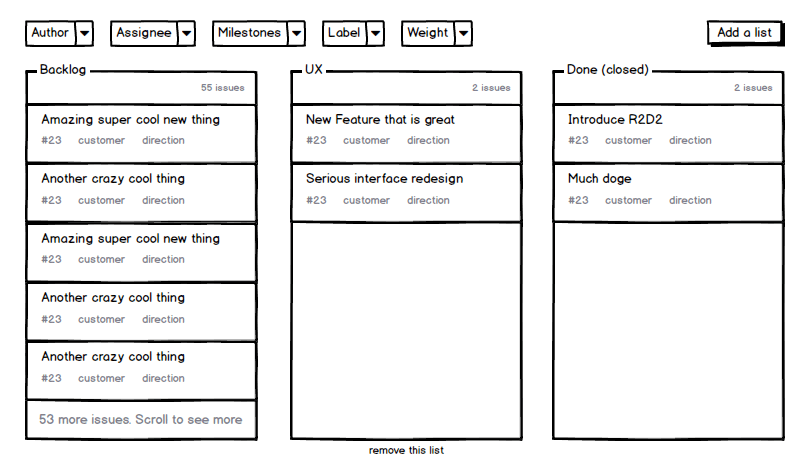 Author Assignee Milestones Label Weight Add a list
Backlog
55 issues
Amazing super cool new thing
#23 customer direction
Another crazy cool thing
#23 customer direction
Amazing super cool new thing
#23 customer direction
Another crazy cool thing
#23 customer direction
Another crazy cool thing
#23 customer direction
53 more issues. Scroll to see more
UX
2 issues
New Feature that is great
#23 customer direction
Serious interface redesign
#23 customer direction
remove this list
Done (closed)
2 issues
Introduce R2D2
#23 customer direction
Much doge
#23 customer direction